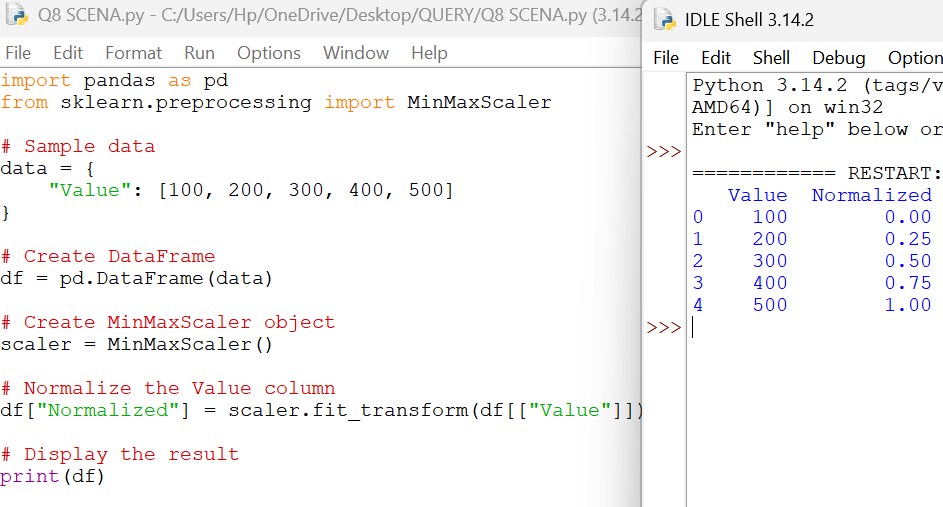 Q8 SCENA.py - C:/Users/Hp/OneDrive/Desktop/QUERY/Q8 SCENA.py (3.14.2
File Edit Format Run Options Window Help
import pandas as pd
from sklearn.preprocessing import MinMaxScaler
# Sample data
data = {
    "Value": [100, 200, 300, 400, 500]
}
# Create DataFrame
df = pd.DataFrame(data)
# Create MinMaxScaler object
scaler = MinMaxScaler()
# Normalize the Value column
df["Normalized"] = scaler.fit_transform(df[["Value"]])
# Display the result
print(df)
IDLE Shell 3.14.2
File Edit Shell Debug Option
Python 3.14.2 (tags/v
AMD64)] on win32
Enter "help" below or
>>>
============ RESTART:
   Value  Normalized
0    100        0.00
1    200        0.25
2    300        0.50
3    400        0.75
4    500        1.00
>>>